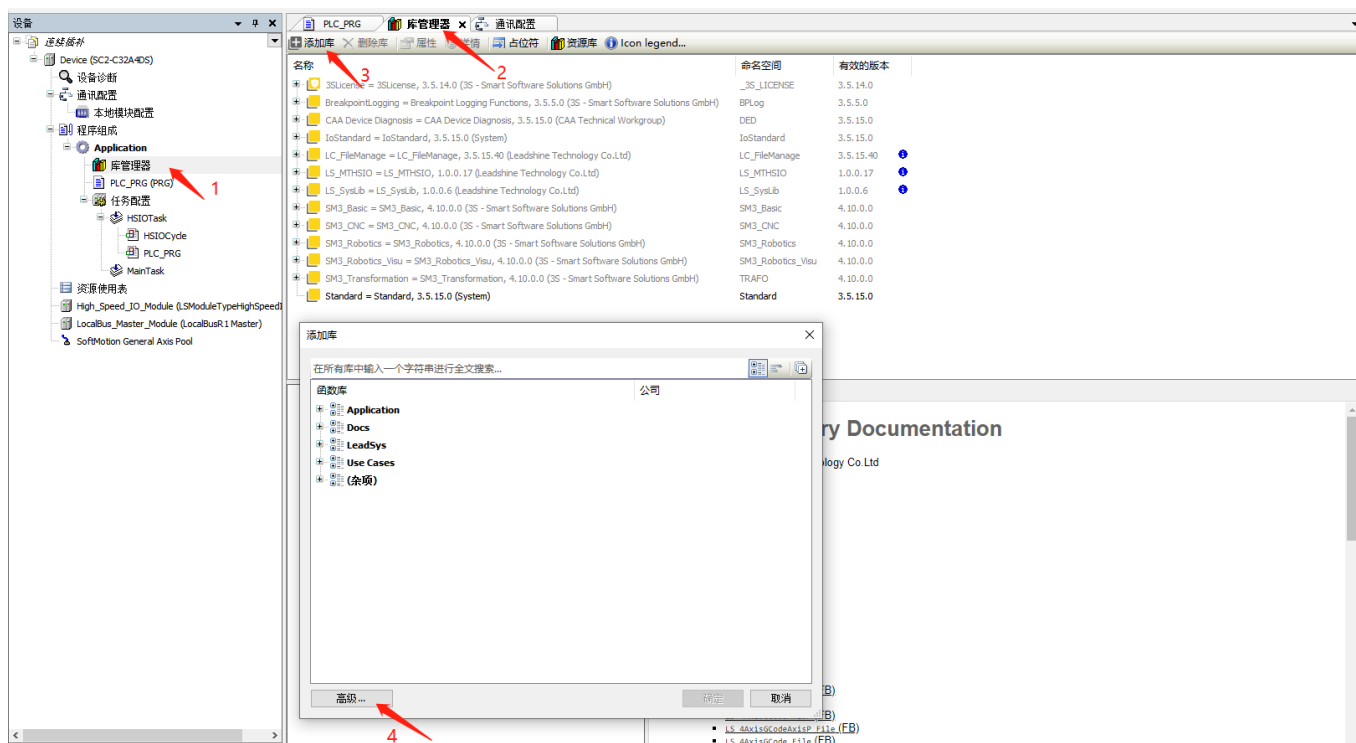 设备
连续插补
Device (SC2-C32A4DS)
设备诊断
通讯配置
本地模块配置
程序组成
Application
库管理器
PLC_PRG (PRG)
1
任务配置
HSIOTask
HSIOCycle
PLC_PRG
MainTask
资源使用表
High_Speed_IO_Module (LSModuleTypeHighSpeedI
LocalBus_Master_Module (LocalBusR1 Master)
SoftMotion General Axis Pool
PLC_PRG 库管理器 通讯配置
添加库 删除库 属性 详情 占位符 资源库 Icon legend...
3 2
名称 命名空间 有效的版本
3SLicense = 3SLicense, 3.5.14.0 (3S - Smart Software Solutions GmbH) _3S_LICENSE 3.5.14.0
BreakpointLogging = Breakpoint Logging Functions, 3.5.5.0 (3S - Smart Software Solutions GmbH) BPLog 3.5.5.0
CAA Device Diagnosis = CAA Device Diagnosis, 3.5.15.0 (CAA Technical Workgroup) DED 3.5.15.0
IoStandard = IoStandard, 3.5.15.0 (System) IoStandard 3.5.15.0
LC_FileManage = LC_FileManage, 3.5.15.40 (Leadshine Technology Co.Ltd) LC_FileManage 3.5.15.40
LS_MTHSIO = LS_MTHSIO, 1.0.0.17 (Leadshine Technology Co.Ltd) LS_MTHSIO 1.0.0.17
LS_SysLib = LS_SysLib, 1.0.0.6 (Leadshine Technology Co.Ltd) LS_SysLib 1.0.0.6
SM3_Basic = SM3_Basic, 4.10.0.0 (3S - Smart Software Solutions GmbH) SM3_Basic 4.10.0.0
SM3_CNC = SM3_CNC, 4.10.0.0 (3S - Smart Software Solutions GmbH) SM3_CNC 4.10.0.0
SM3_Robotics = SM3_Robotics, 4.10.0.0 (3S - Smart Software Solutions GmbH) SM3_Robotics 4.10.0.0
SM3_Robotics_Visu = SM3_Robotics_Visu, 4.10.0.0 (3S - Smart Software Solutions GmbH) SM3_Robotics_Visu 4.10.0.0
SM3_Transformation = SM3_Transformation, 4.10.0.0 (3S - Smart Software Solutions GmbH) TRAFO 4.10.0.0
Standard = Standard, 3.5.15.0 (System) Standard 3.5.15.0
添加库
在所有库中输入一个字符串进行全文搜索...
函数库 公司
Application
Docs
LeadSys
Use Cases
(杂项)
高级... 确定 取消
4
ry Documentation
ology Co.Ltd
FB)
FB)
LS_4AxisGCodeAxisP_File (FB)
LS_4AxisGCode_File (FB)